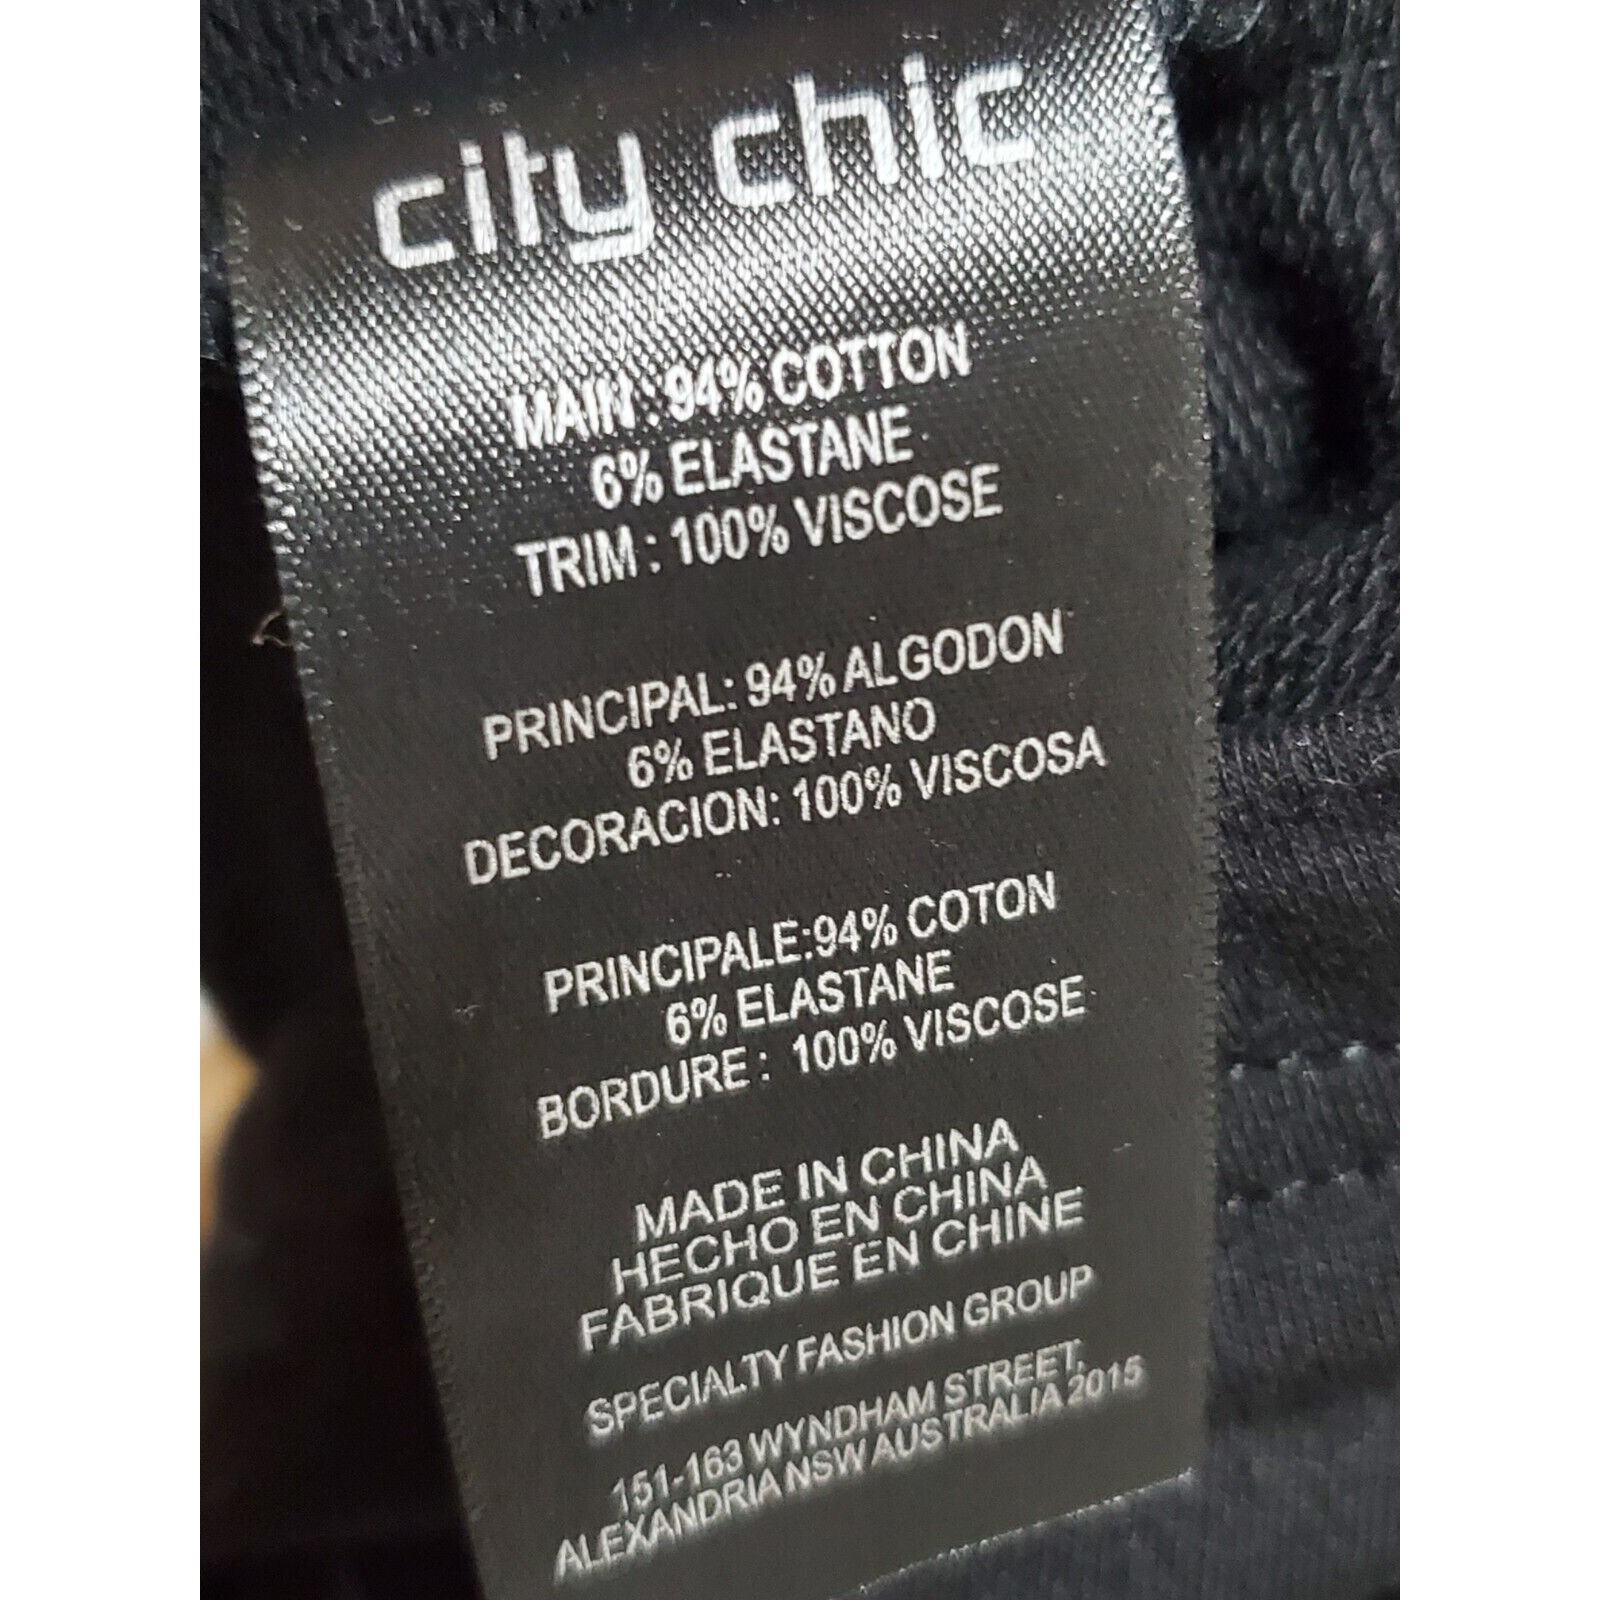 city chic
MAIN : 94% COTTON
6% ELASTANE
TRIM : 100% VISCOSE
PRINCIPAL: 94% ALGODON
6% ELASTANO
DECORACION: 100% VISCOSA
PRINCIPALE:94% COTON
6% ELASTANE
BORDURE : 100% VISCOSE
MADE IN CHINA
HECHO EN CHINA
FABRIQUE EN CHINE
SPECIALTY FASHION GROUP
151-163 WYNDHAM STREET,
ALEXANDRIA NSW AUSTRALIA 2015